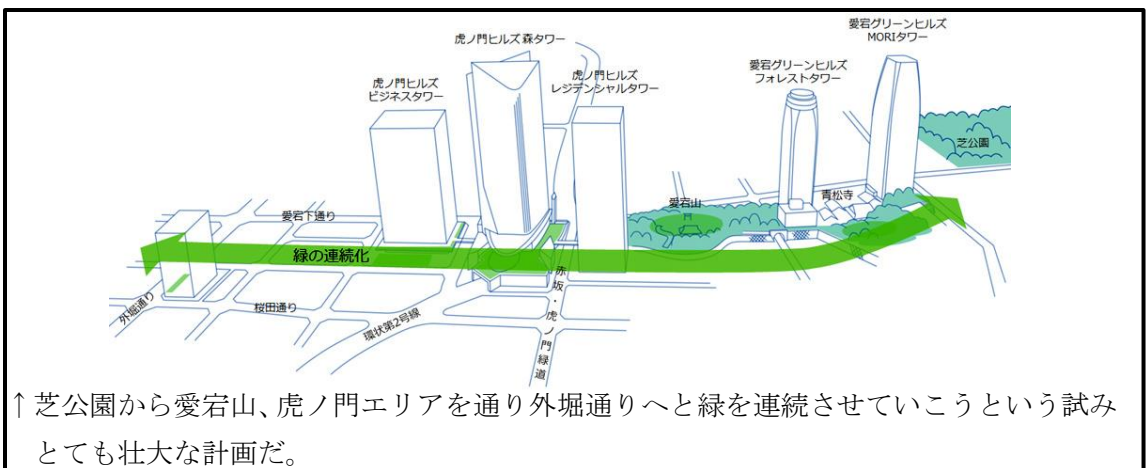 愛宕グリーンヒルズ
MORIタワー
虎ノ門ヒルズ 森タワー
愛宕グリーンヒルズ
フォレストタワー
虎ノ門ヒルズ
ビジネスタワー
虎ノ門ヒルズ
レジデンシャルタワー
芝公園
青松寺
愛宕山
愛宕下通り
緑の連続化
赤坂・虎ノ門緑道
外堀通り
桜田通り
環状第2号線
↑芝公園から愛宕山、虎ノ門エリアを通り外堀通りへと緑を連続させていこうという試み
とても壮大な計画だ。